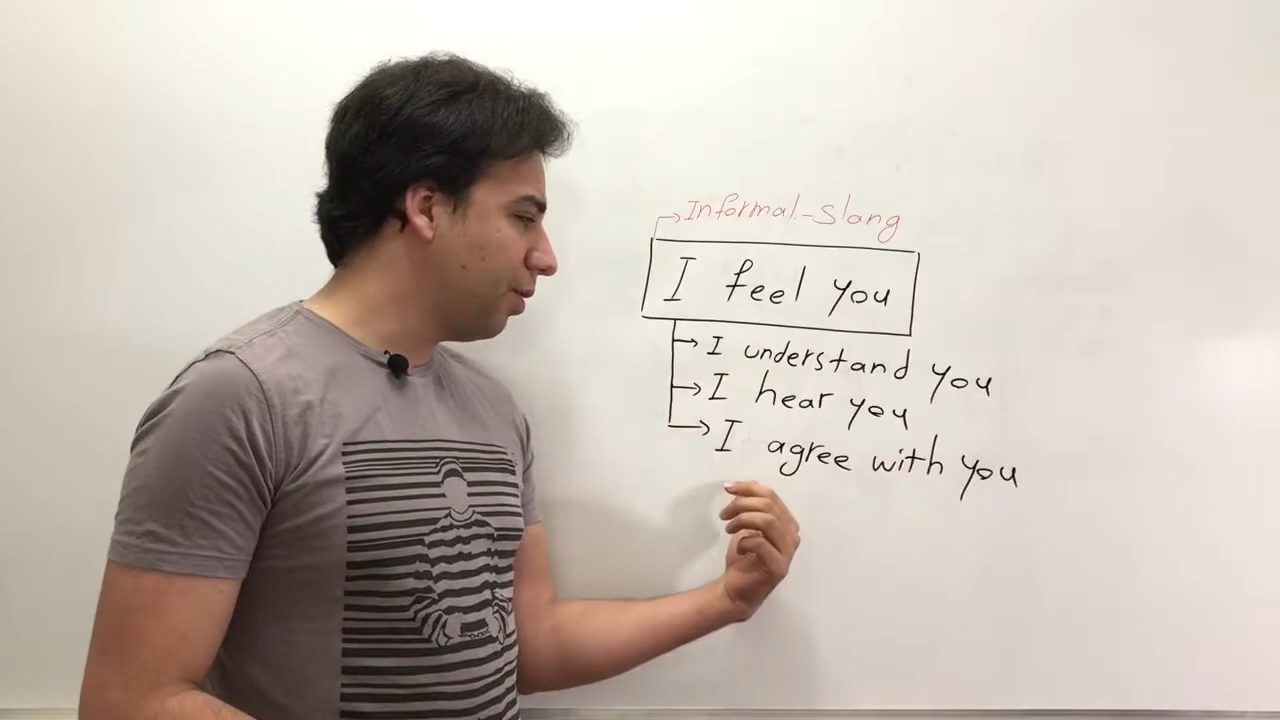 Informal-Slang
I feel you
I understand you
I hear you
I agree with you